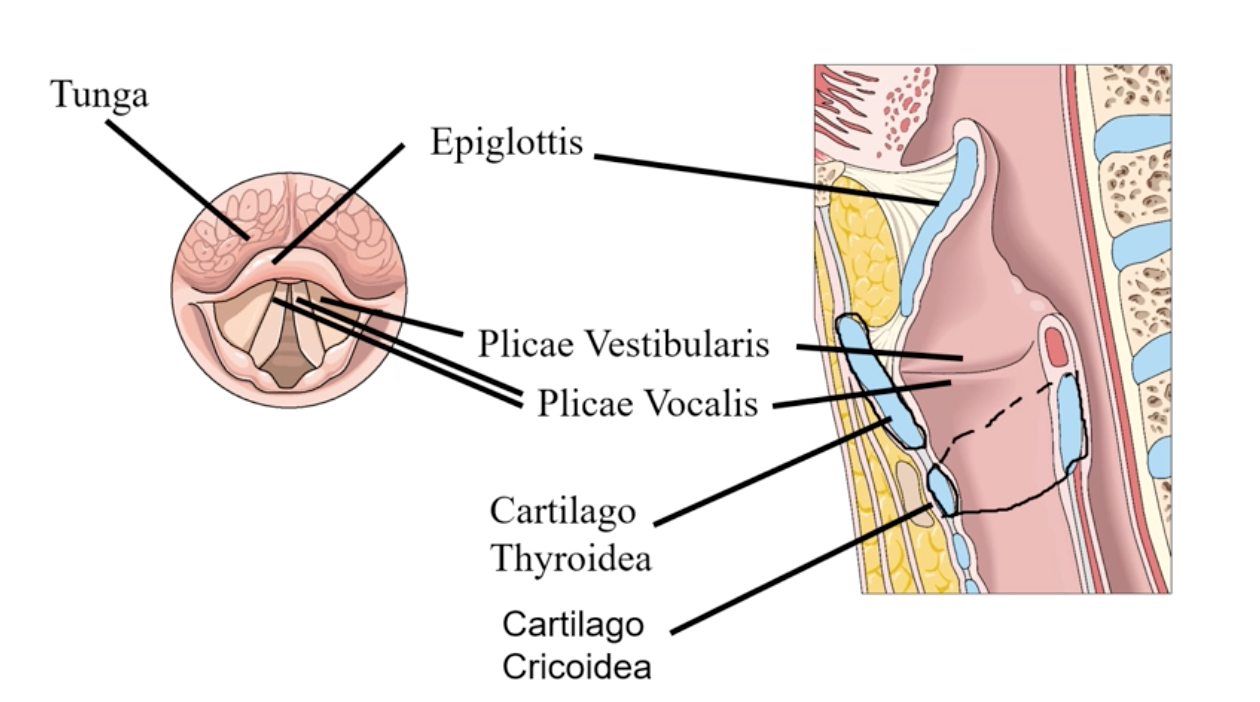 Tunga
Epiglottis
Plicae Vestibularis
Plicae Vocalis
Cartilago
Thyroidea
Cartilago
Cricoidea